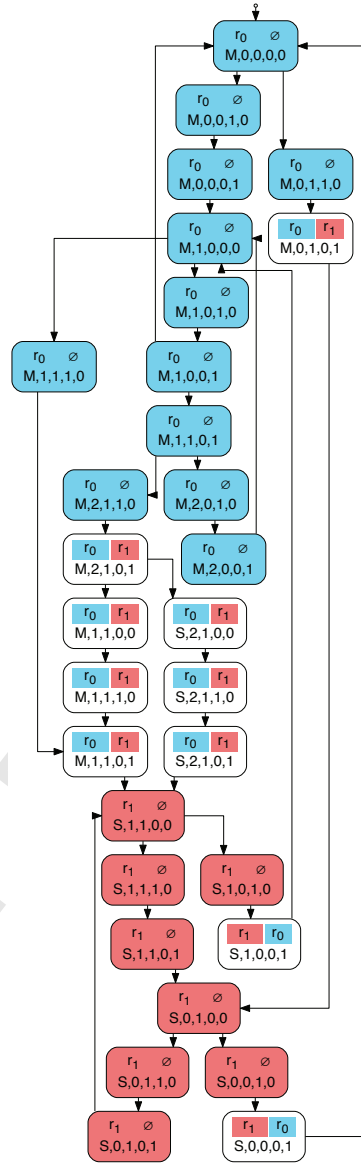 r0 ∅
M,0,0,0,0
r0 ∅
M,0,0,1,0
r0 ∅
M,0,0,0,1
r0 ∅
M,0,1,1,0
r0 ∅
M,1,0,0,0
r0 r1
M,0,1,0,1
r0 ∅
M,1,0,1,0
r0 ∅
M,1,1,1,0
r0 ∅
M,1,0,0,1
r0 ∅
M,1,1,0,1
r0 ∅
M,2,1,1,0
r0 ∅
M,2,0,1,0
r0 r1
M,2,1,0,1
r0 ∅
M,2,0,0,1
r0 r1
M,1,1,0,0
r0 r1
S,2,1,0,0
r0 r1
M,1,1,1,0
r0 r1
S,2,1,1,0
r0 r1
M,1,1,0,1
r0 r1
S,2,1,0,1
r1 ∅
S,1,1,0,0
r1 ∅
S,1,1,1,0
r1 ∅
S,1,0,1,0
r1 ∅
S,1,1,0,1
r1 r0
S,1,0,0,1
r1 ∅
S,0,1,0,0
r1 ∅
S,0,1,1,0
r1 ∅
S,0,0,1,0
r1 ∅
S,0,1,0,1
r1 r0
S,0,0,0,1